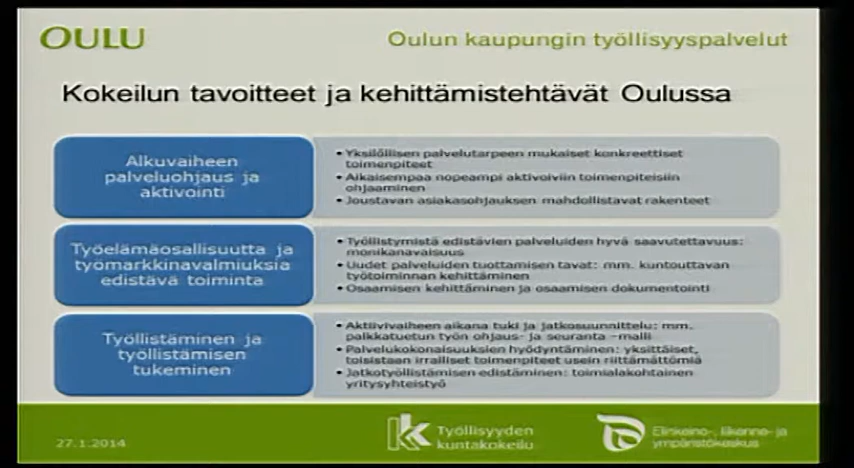 OULU
Oulun kaupungin työllisyyspalvelut
Kokeilun tavoitteet ja kehittämistehtävät Oulussa
Alkuvaiheen
palveluohjaus ja
aktivointi
• Yksilöllisen palvelutarpeen mukaiset konkreettiset
toimenpiteet
• Aikaisempaa nopeampi aktivoiviin toimenpiteisiin
ohjaaminen
• Joustavan asiakasohjauksen mahdollistavat rakenteet
Työelämäosallisuutta ja
työmarkkinavalmiuksia
edistävä toiminta
• Työllistymistä edistävien palveluiden hyvä saavutettavuus:
monikanavaisuus
• Uudet palveluiden tuottamisen tavat: mm. kuntouttavan
työtoiminnan kehittäminen
• Osaamisen kehittäminen ja osaamisen dokumentointi
Työllistäminen ja
työllistämisen
tukeminen
• Aktiivivaiheen aikana tuki ja jatkosuunnittelu: mm.
palkkatuetun työn ohjaus- ja seuranta –malli
• Palvelukokonaisuuksien hyödyntäminen: yksittäiset,
toisistaan irralliset toimenpiteet usein riittämättömiä
• Jatkotyöllistämisen edistäminen: toimialakohtainen
yritysyhteistyö
27.1.2014
Työllisyyden
kuntakokeilu
Elinkeino-, liikenne- ja
ympäristökeskus